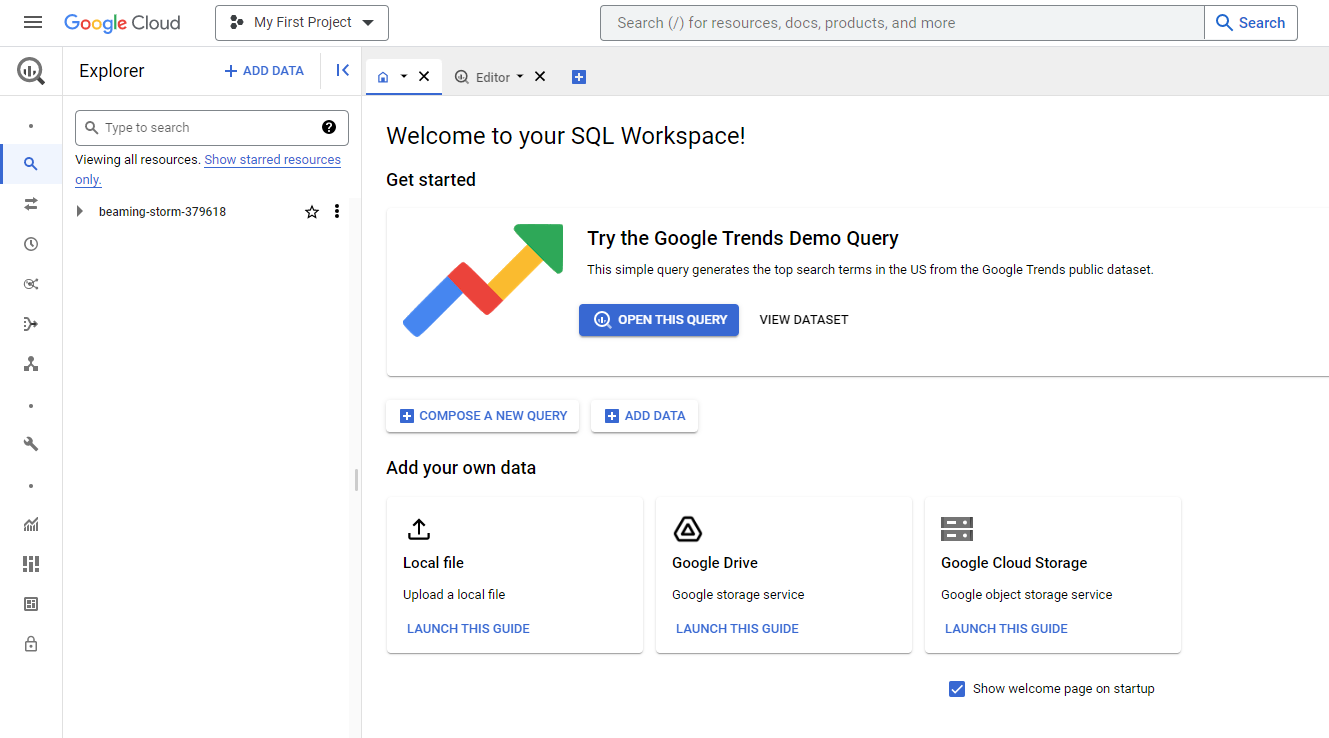 Google Cloud
My First Project
Search (/) for resources, docs, products, and more
Search
Explorer
+ ADD DATA
Editor
Type to search
Viewing all resources. Show starred resources
only.
beaming-storm-379618
Welcome to your SQL Workspace!
Get started
Try the Google Trends Demo Query
This simple query generates the top search terms in the US from the Google Trends public dataset.
OPEN THIS QUERY
VIEW DATASET
COMPOSE A NEW QUERY
ADD DATA
Add your own data
Local file
Upload a local file
LAUNCH THIS GUIDE
Google Drive
Google storage service
LAUNCH THIS GUIDE
Google Cloud Storage
Google object storage service
LAUNCH THIS GUIDE
Show welcome page on startup